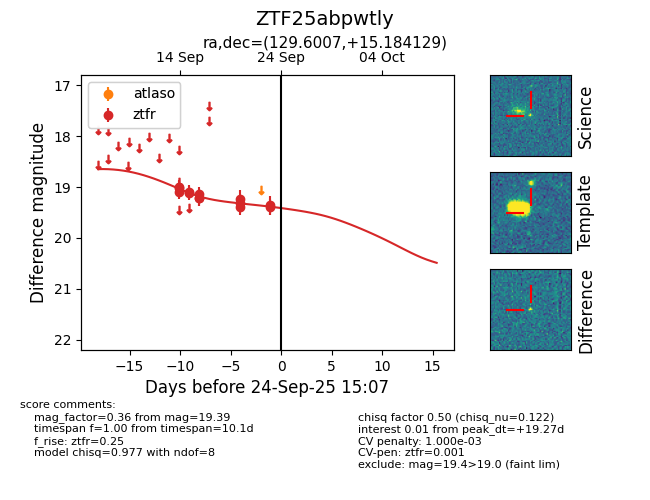 ZTF25abpwtly
ra,dec=(129.6007,+15.184129)
14 Sep 24 Sep 04 Oct
atlaso
ztfr
17
18
19
20
21
22
Difference magnitude
−15 −10 −5 0 5 10 15
Days before 24-Sep-25 15:07
Science
Template
Difference
score comments:
mag_factor=0.36 from mag=19.39
timespan f=1.00 from timespan=10.1d
f_rise: ztfr=0.25
model chisq=0.977 with ndof=8
chisq factor 0.50 (chisq_nu=0.122)
interest 0.01 from peak_dt=+19.27d
CV penalty: 1.000e-03
CV-pen: ztfr=0.001
exclude: mag=19.4>19.0 (faint lim)